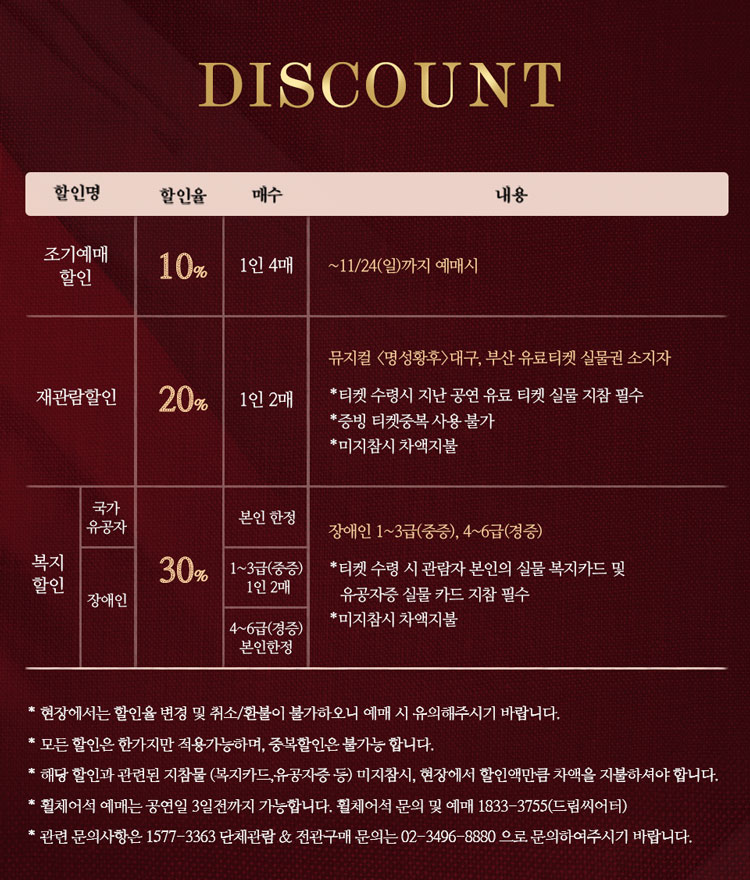 DISCOUNT
할인명 할인율 매수 내용
조기예매
할인
10%
1인 4매
~11/24(일)까지 예매시
재관람할인
20%
1인 2매
뮤지컬 <명성황후>대구, 부산 유료티켓 실물권 소지자
*티켓 수령시 지난 공연 유료 티켓 실물 지참 필수
*증빙 티켓중복 사용 불가
*미지참시 차액지불
복지
할인
국가
유공자
장애인
30%
본인 한정
1~3급(중증)
1인 2매
4~6급(경증)
본인한정
장애인 1~3급(중증), 4~6급(경증)
*티켓 수령 시 관람자 본인의 실물 복지카드 및
유공자증 실물 카드 지참 필수
*미지참시 차액지불
* 현장에서는 할인율 변경 및 취소/환불이 불가하오니 예매 시 유의해주시기 바랍니다.
* 모든 할인은 한가지만 적용가능하며, 중복할인은 불가능 합니다.
* 해당 할인과 관련된 지참물 (복지카드,유공자증 등) 미지참시, 현장에서 할인액만큼 차액을 지불하셔야 합니다.
* 휠체어석 예매는 공연일 3일전까지 가능합니다. 휠체어석 문의 및 예매 1833-3755(드림씨어터)
* 관련 문의사항은 1577-3363 단체관람 & 전관구매 문의는 02-3496-8880 으로 문의하여주시기 바랍니다.